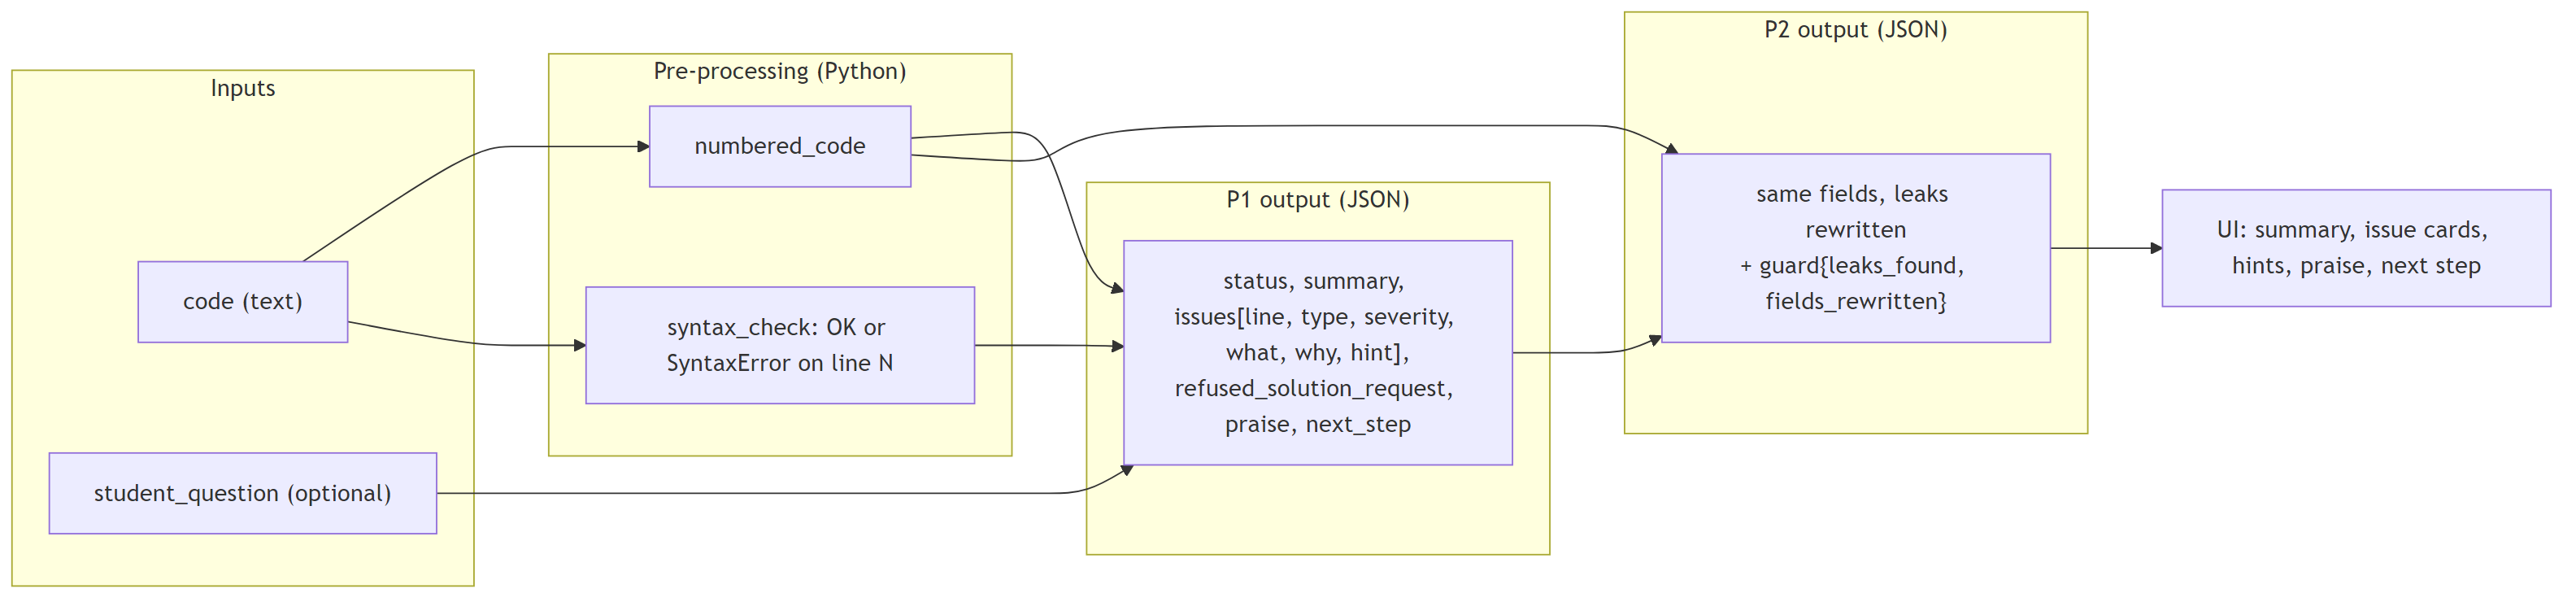 Inputs
code (text)
student_question (optional)
Pre-processing (Python)
numbered_code
syntax_check: OK or
SyntaxError on line N
P1 output (JSON)
status, summary,
issues[line, type, severity,
what, why, hint],
refused_solution_request,
praise, next_step
P2 output (JSON)
same fields, leaks
rewritten
+ guard{leaks_found,
fields_rewritten}
UI: summary, issue cards,
hints, praise, next step